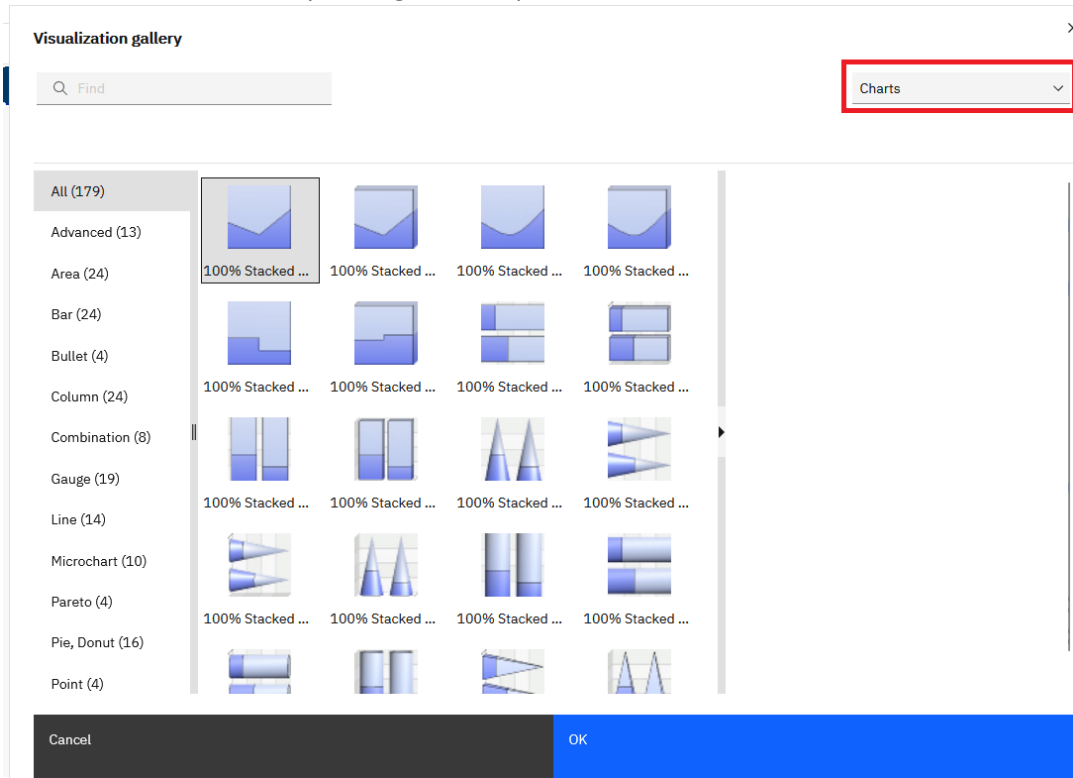 Visualization gallery
Find
Charts
All (179)
Advanced (13)
Area (24)
Bar (24)
Bullet (4)
Column (24)
Combination (8)
Gauge (19)
Line (14)
Microchart (10)
Pareto (4)
Pie, Donut (16)
Point (4)
100% Stacked ... 100% Stacked ... 100% Stacked ... 100% Stacked ...
100% Stacked ... 100% Stacked ... 100% Stacked ... 100% Stacked ...
100% Stacked ... 100% Stacked ... 100% Stacked ... 100% Stacked ...
100% Stacked ... 100% Stacked ... 100% Stacked ... 100% Stacked ...
Cancel
OK